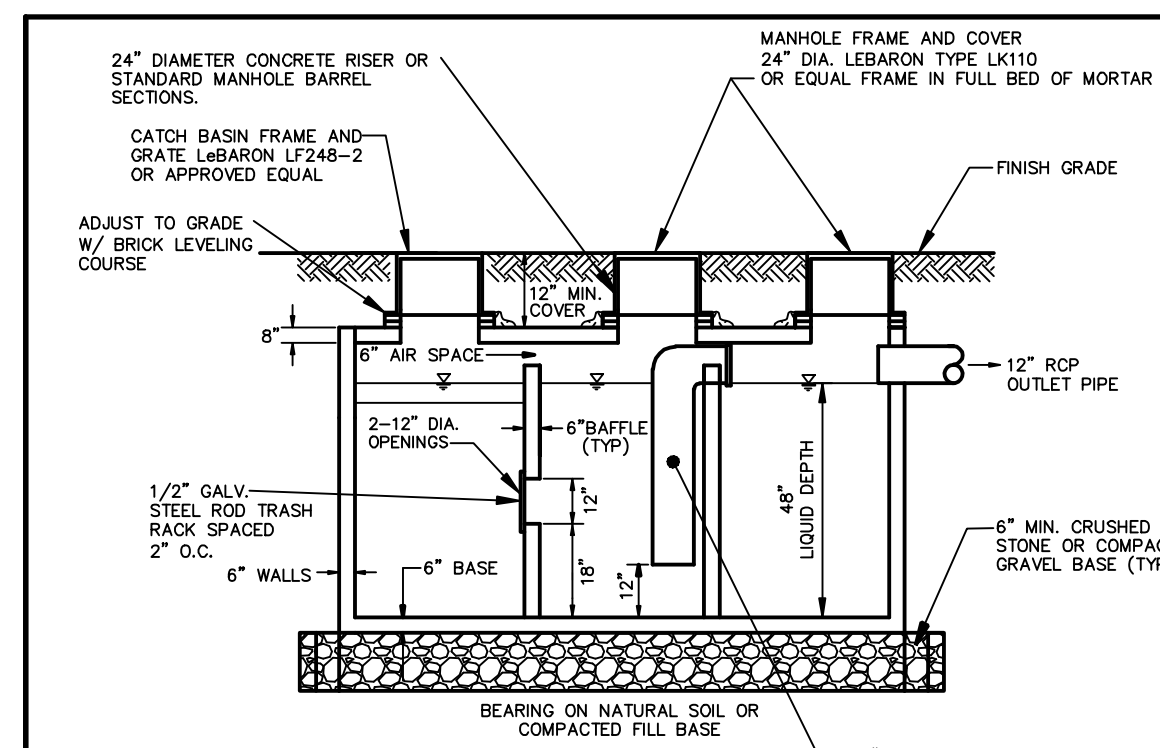 24" DIAMETER CONCRETE RISER OR
STANDARD MANHOLE BARREL
SECTIONS.
MANHOLE FRAME AND COVER
24" DIA. LEBARON TYPE LK110
OR EQUAL FRAME IN FULL BED OF MORTAR
CATCH BASIN FRAME AND
GRATE LeBARON LF248-2
OR APPROVED EQUAL
FINISH GRADE
ADJUST TO GRADE
W/ BRICK LEVELING
COURSE
12" MIN.
COVER
8"
6" AIR SPACE
12" RCP
OUTLET PIPE
2-12" DIA.
OPENINGS
6"BAFFLE
(TYP)
1/2" GALV.
STEEL ROD TRASH
RACK SPACED
2" O.C.
12"
18"
12"
48"
LIQUID DEPTH
6" WALLS
6" BASE
6" MIN. CRUSHED
STONE OR COMPAC
GRAVEL BASE (TYP
BEARING ON NATURAL SOIL OR
COMPACTED FILL BASE